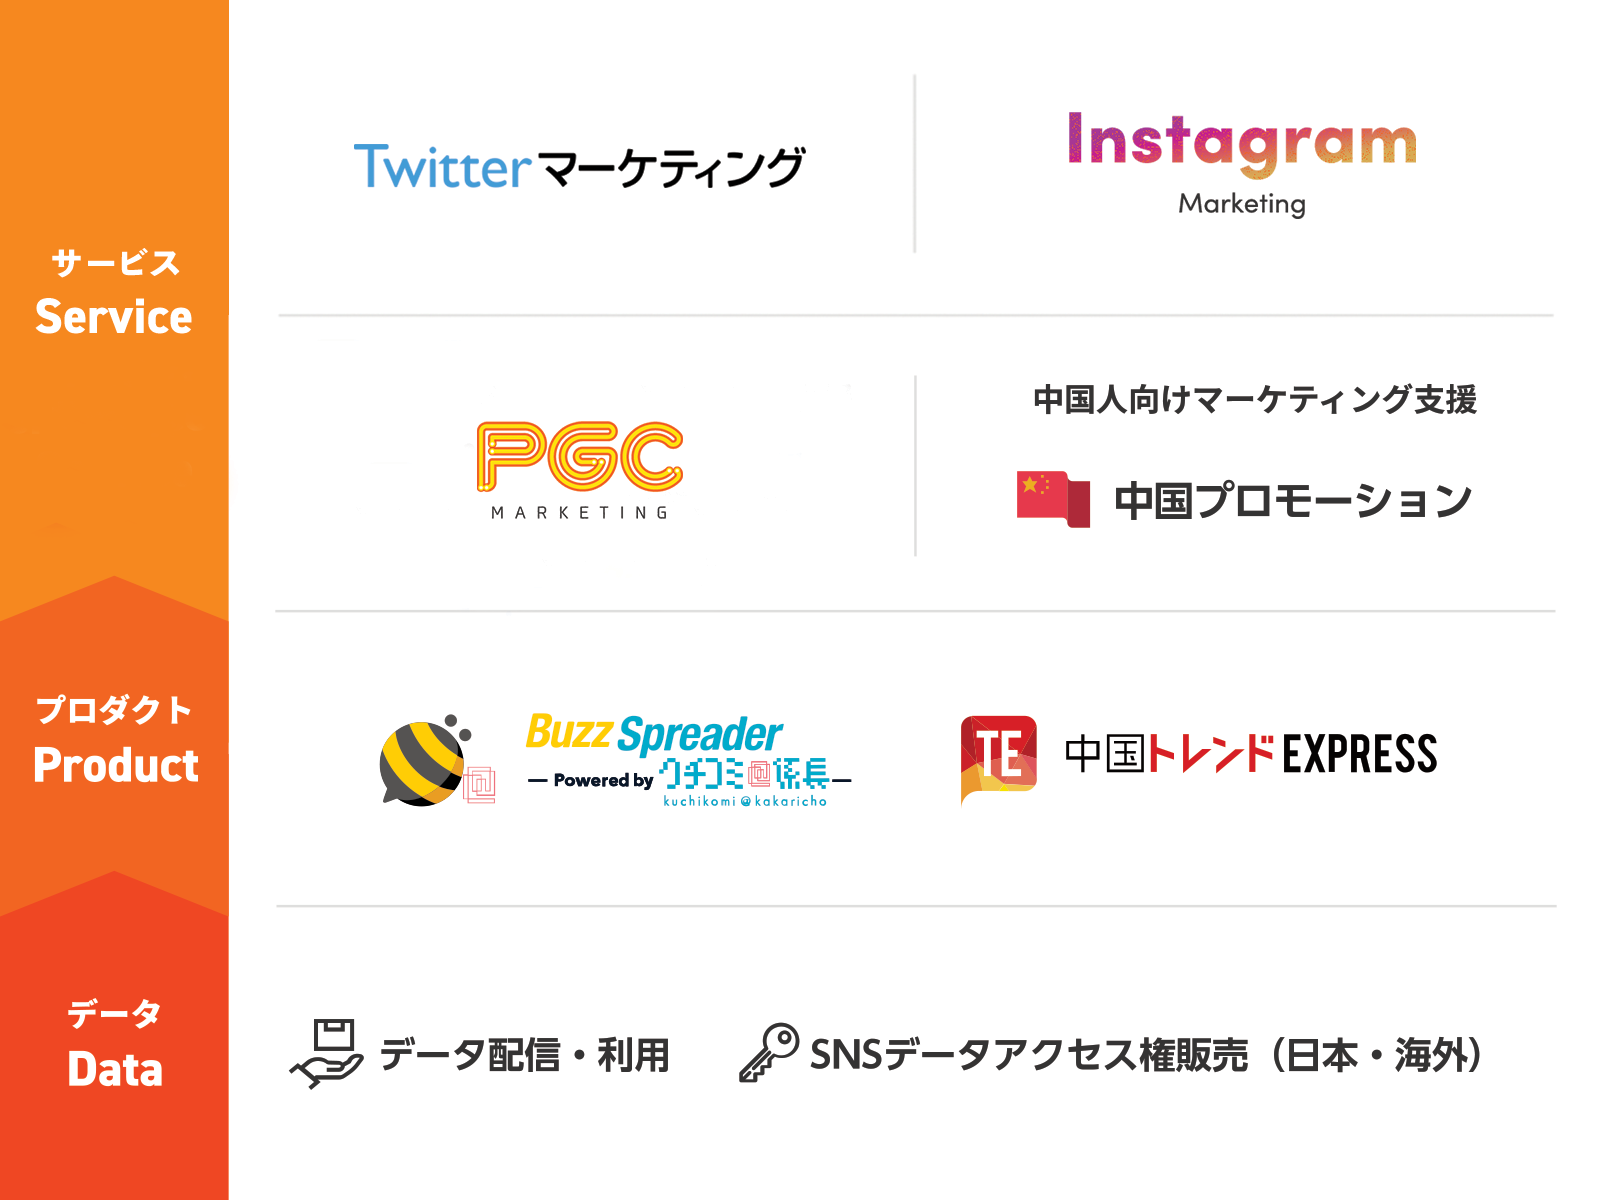 サービス
Service
Twitterマーケティング
Instagram
Marketing
PGC
MARKETING
中国人向けマーケティング支援
中国プロモーション
プロダクト
Product
@
BuzzSpreader
Powered by クチコミ@係長
kuchikomi@kakaricho
TE
中国トレンドEXPRESS
データ
Data
データ配信・利用
SNSデータアクセス権販売（日本・海外）